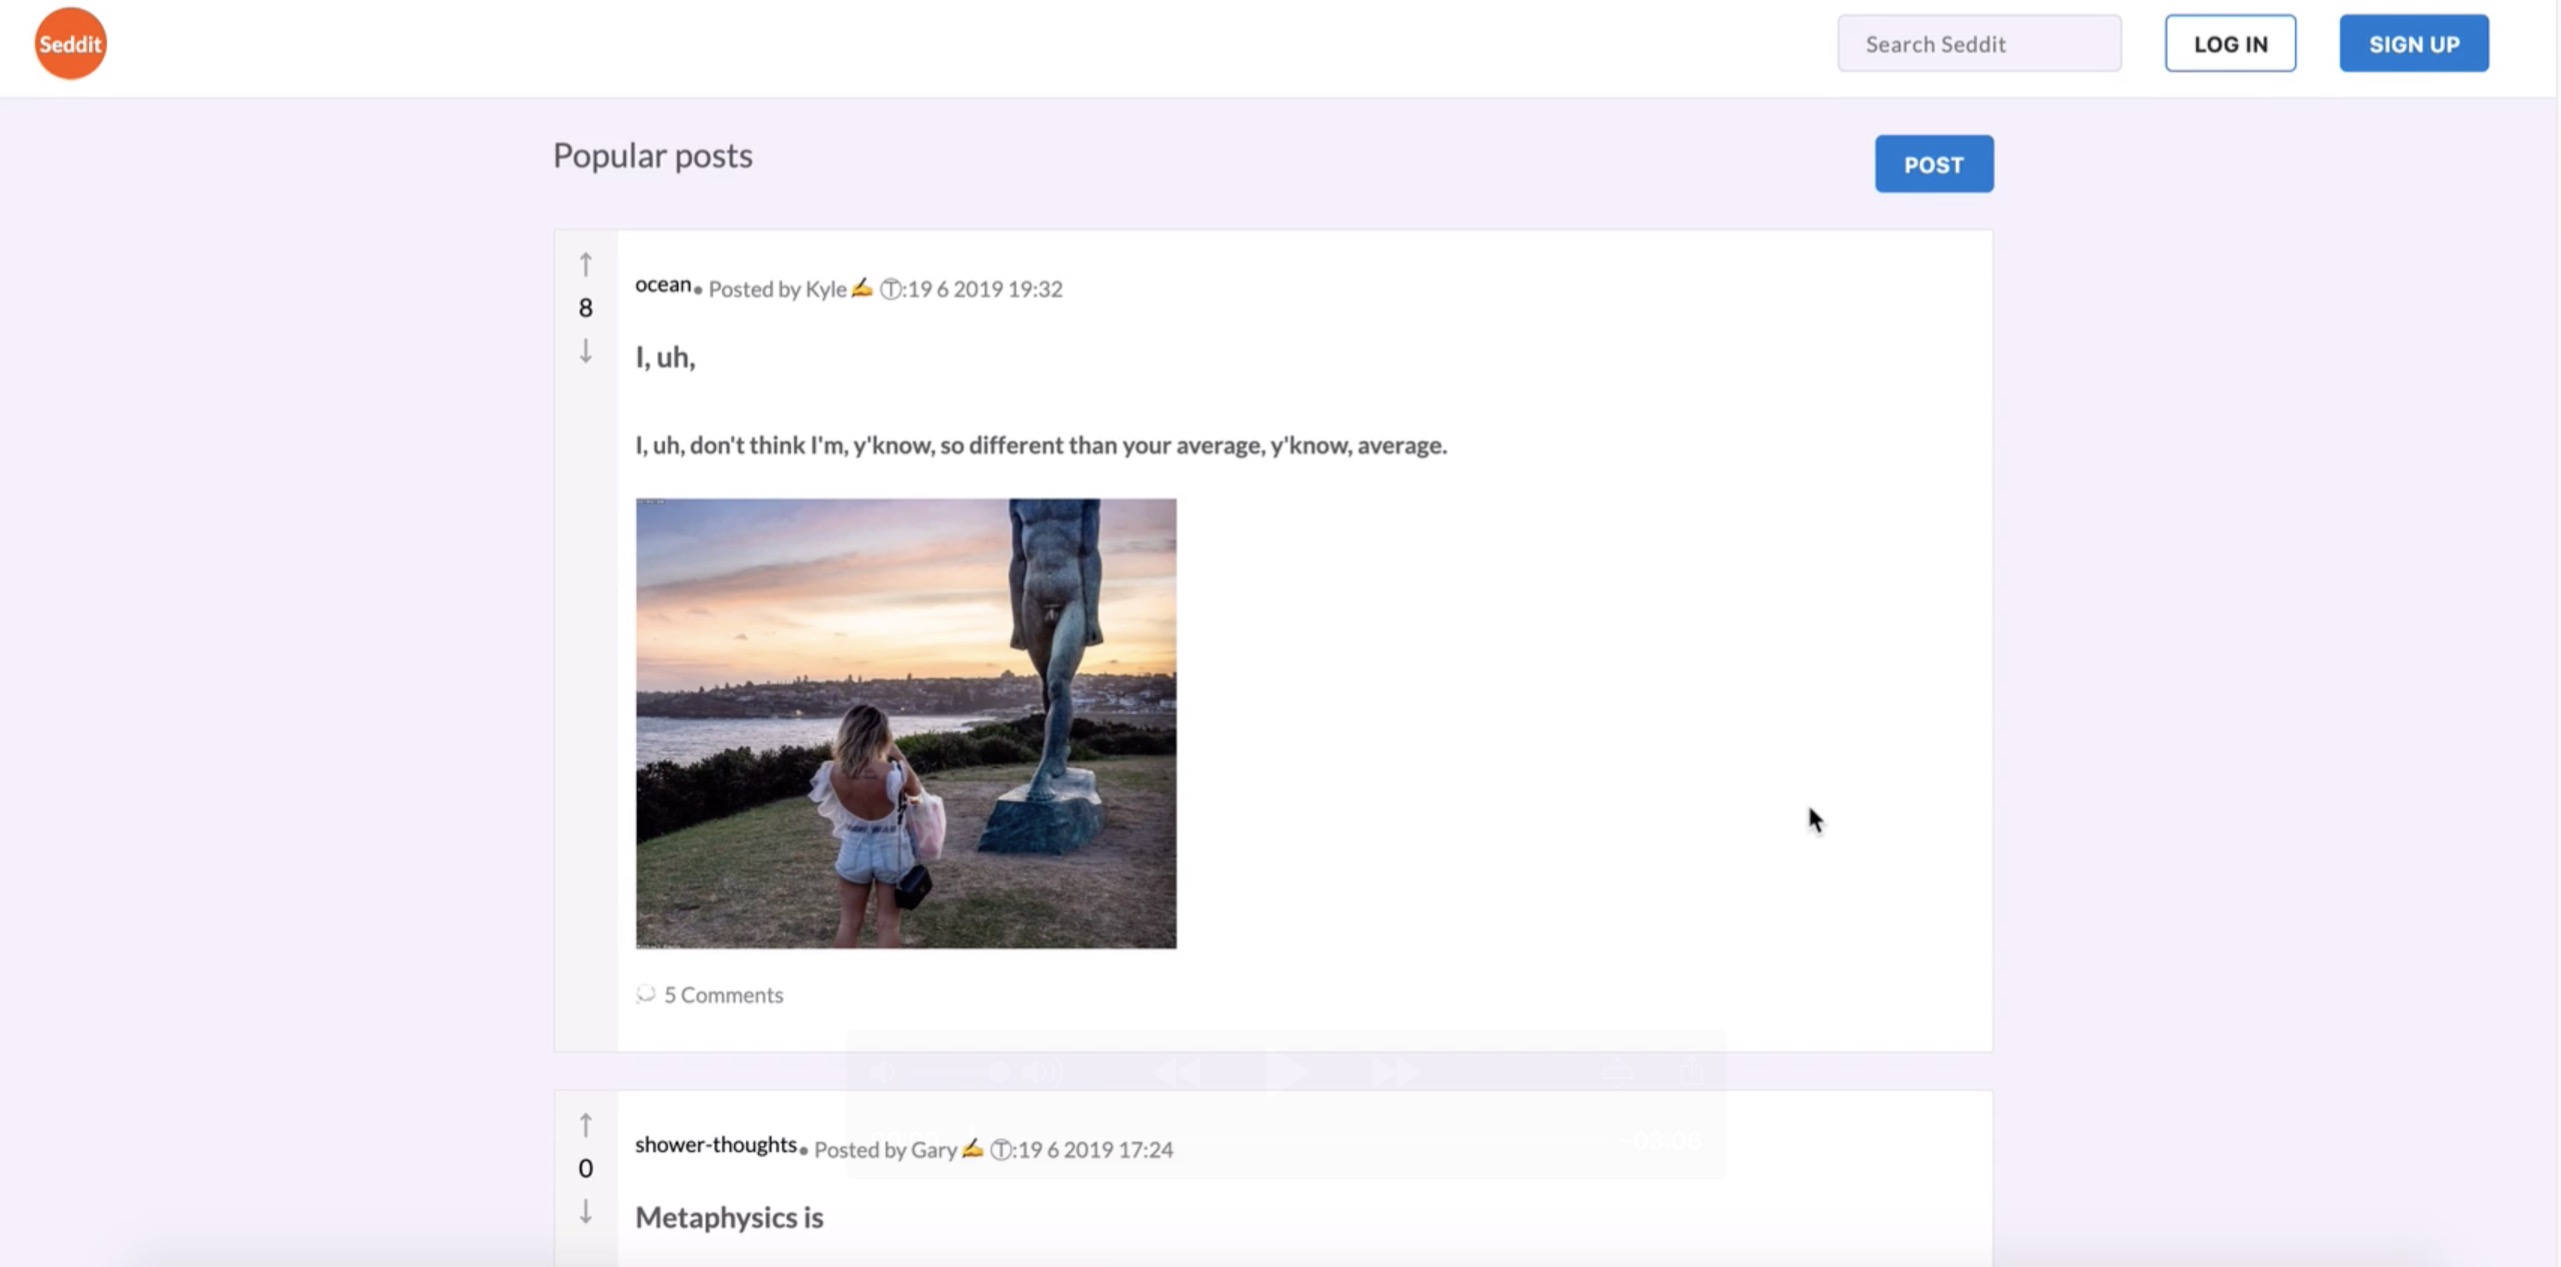 Seddit
Search Seddit
LOG IN
SIGN UP
Popular posts
POST
8
ocean• Posted by Kyle✍️ Ⓣ:19 6 2019 19:32
I, uh,
I, uh, don't think I'm, y'know, so different than your average, y'know, average.
5 Comments
0
shower-thoughts• Posted by Gary✍️ Ⓣ:19 6 2019 17:24
-03:06
Metaphysics is